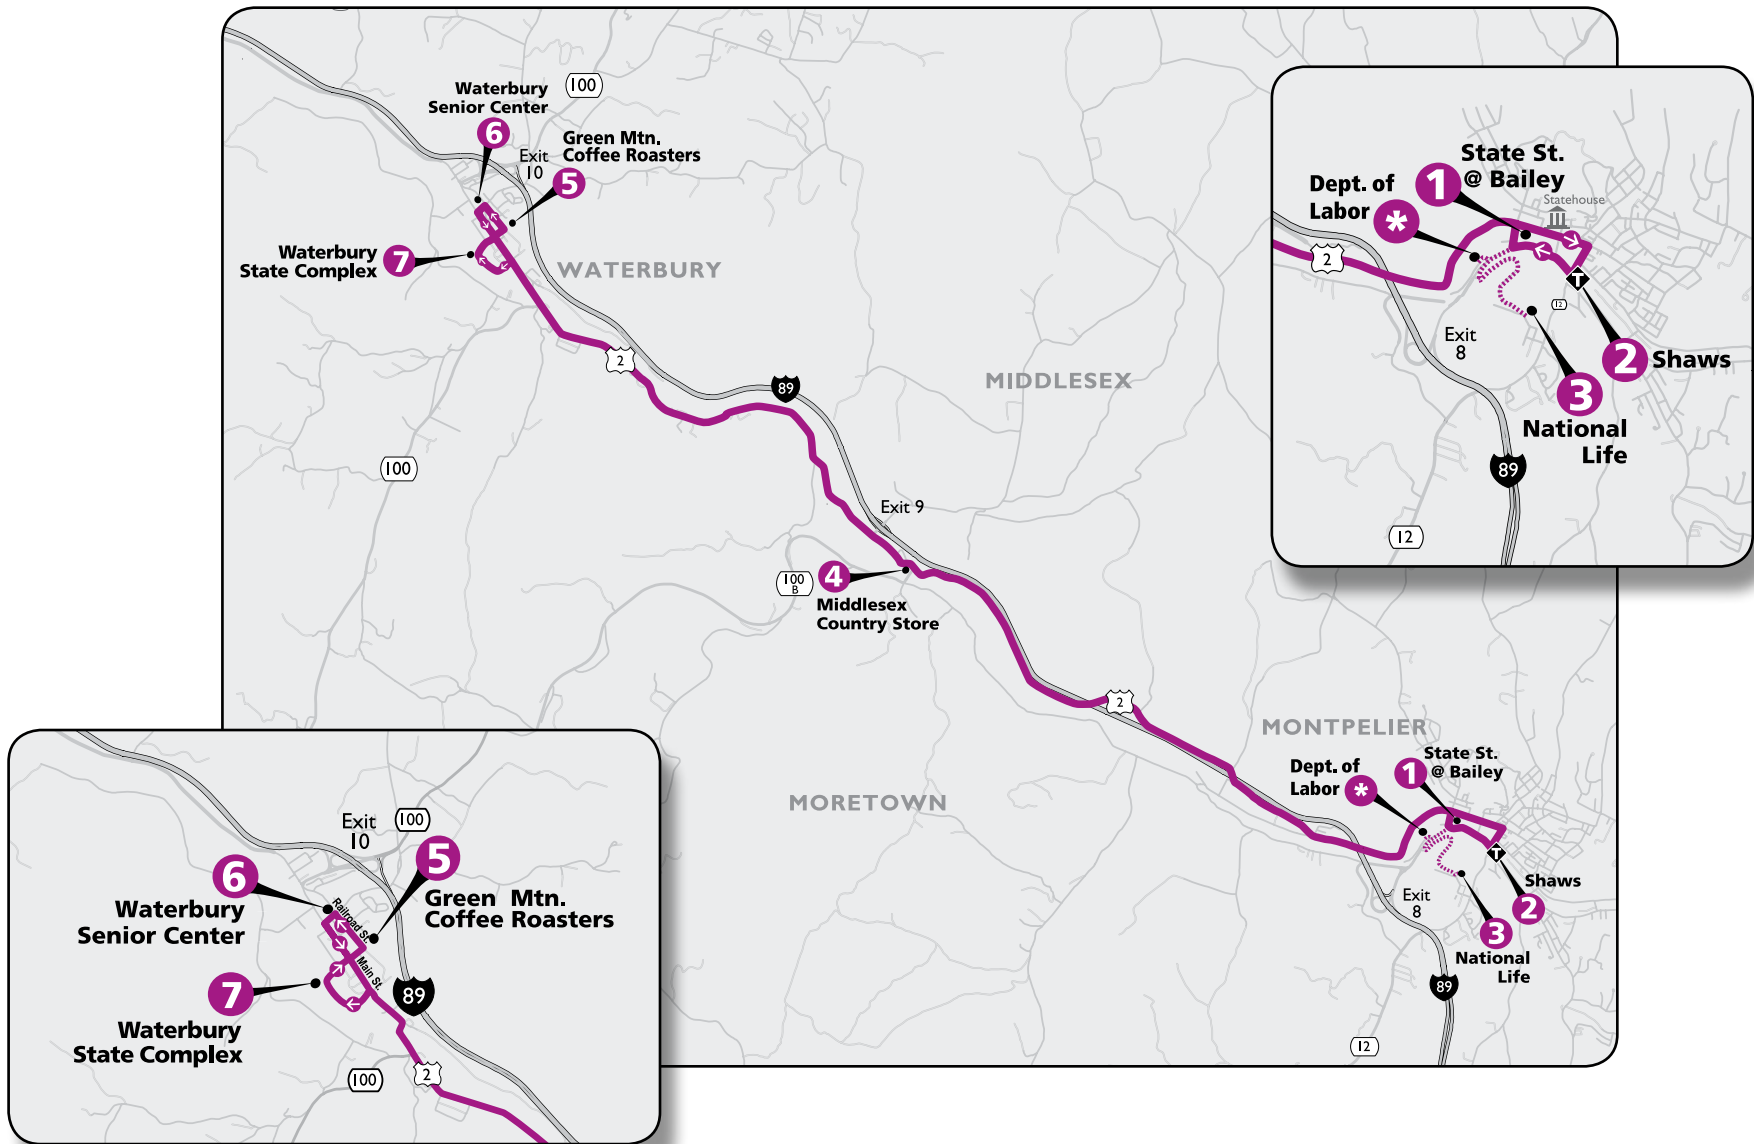 Waterbury
Senior Center
6
100
Exit
10
Green Mtn.
Coffee Roasters
5
Waterbury
State Complex
7
WATERBURY
2
89
MIDDLESEX
100
Exit 9
100
B
4
Middlesex
Country Store
2
MONTPELIER
MORETOWN
Dept. of
Labor
*
1
State St.
@ Bailey
T
Shaws
2
3
National
Life
Exit
8
89
12
State St.
@ Bailey
1
Dept. of
Labor
*
Statehouse
2
T
12
Exit
8
2
Shaws
3
National
Life
89
12
Exit
10
100
5
Green Mtn.
Coffee Roasters
6
Waterbury
Senior Center
Railroad St.
Main St.
7
Waterbury
State Complex
89
100
2